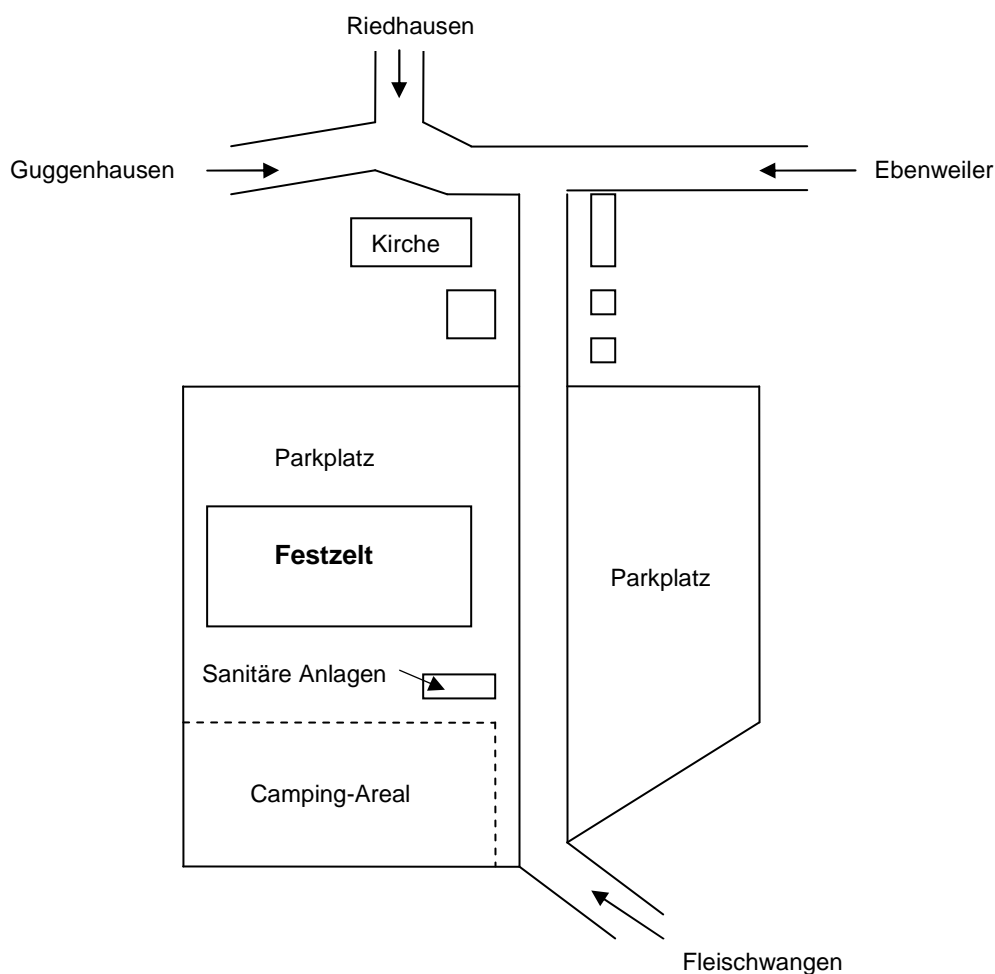 Riedhausen
Guggenhausen
Ebenweiler
Kirche
Parkplatz
Festzelt
Parkplatz
Sanitäre Anlagen
Camping-Areal
Fleischwangen